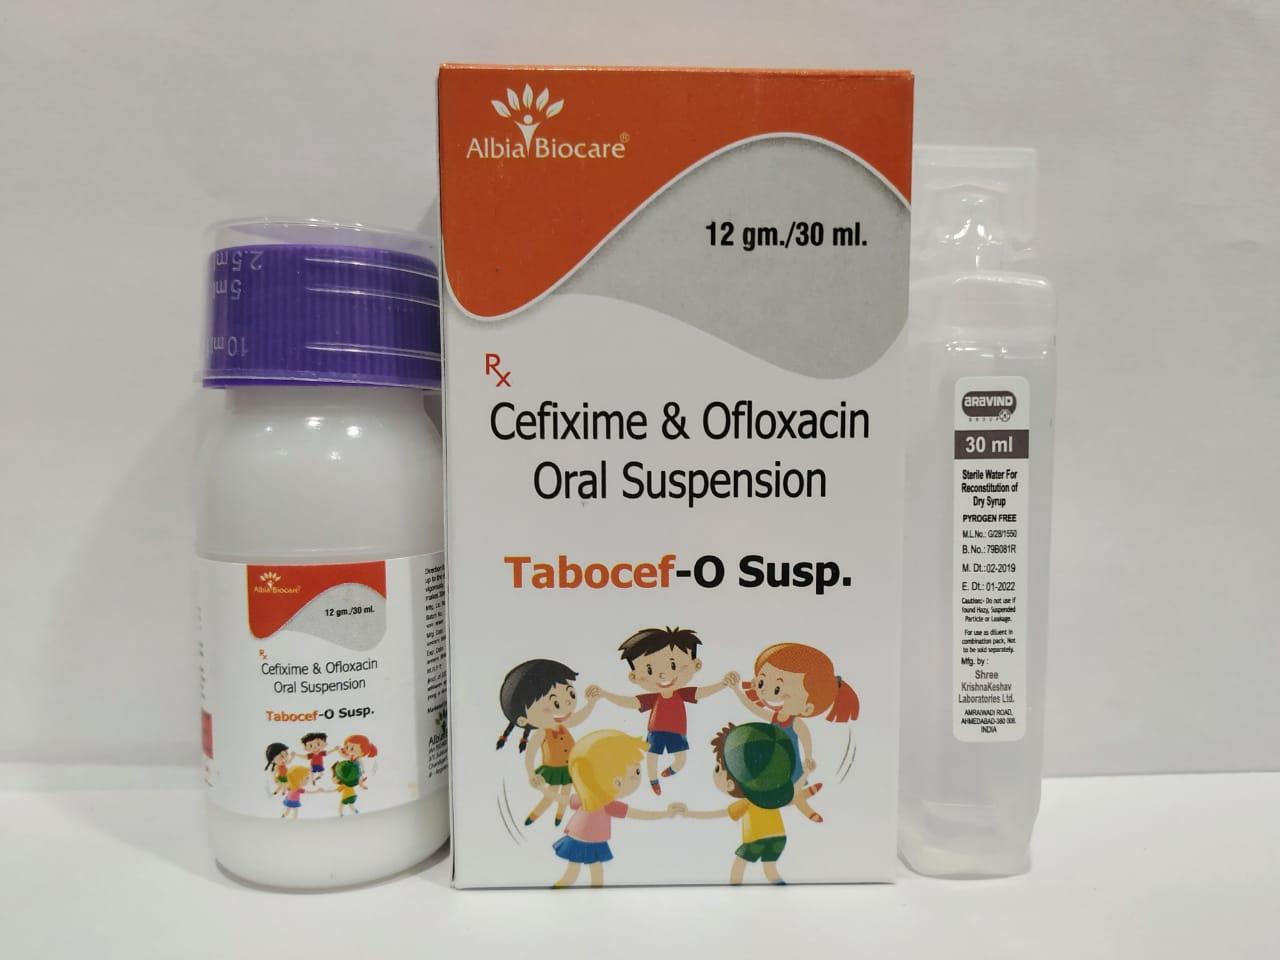 2.5 ml
5 ml
10 ml
Albia Biocare
12 gm./30 ml.
Rx
Cefixime & Ofloxacin
Oral Suspension
Tabocef-O Susp.
Albia Biocare®
12 gm./30 ml.
Rx
Cefixime & Ofloxacin
Oral Suspension
Tabocef-O Susp.
aRaVIND
GROUP
30 ml
Sterile Water For
Reconstitution of
Dry Syrup
PYROGEN FREE
M.L.No.: G/28/1550
B. No.: 79B081R
M. Dt.:02-2019
E. Dt.: 01-2022
Caution:- Do not use if
found Hazy, Suspended
Particle or Leakage.
For use as diluent in
combination pack, Not
to be sold separately.
Mfg. by :
Shree
KrishnaKeshav
Laboratories Ltd.
AMRAIWADI ROAD,
AHMEDABAD-380 008.
INDIA